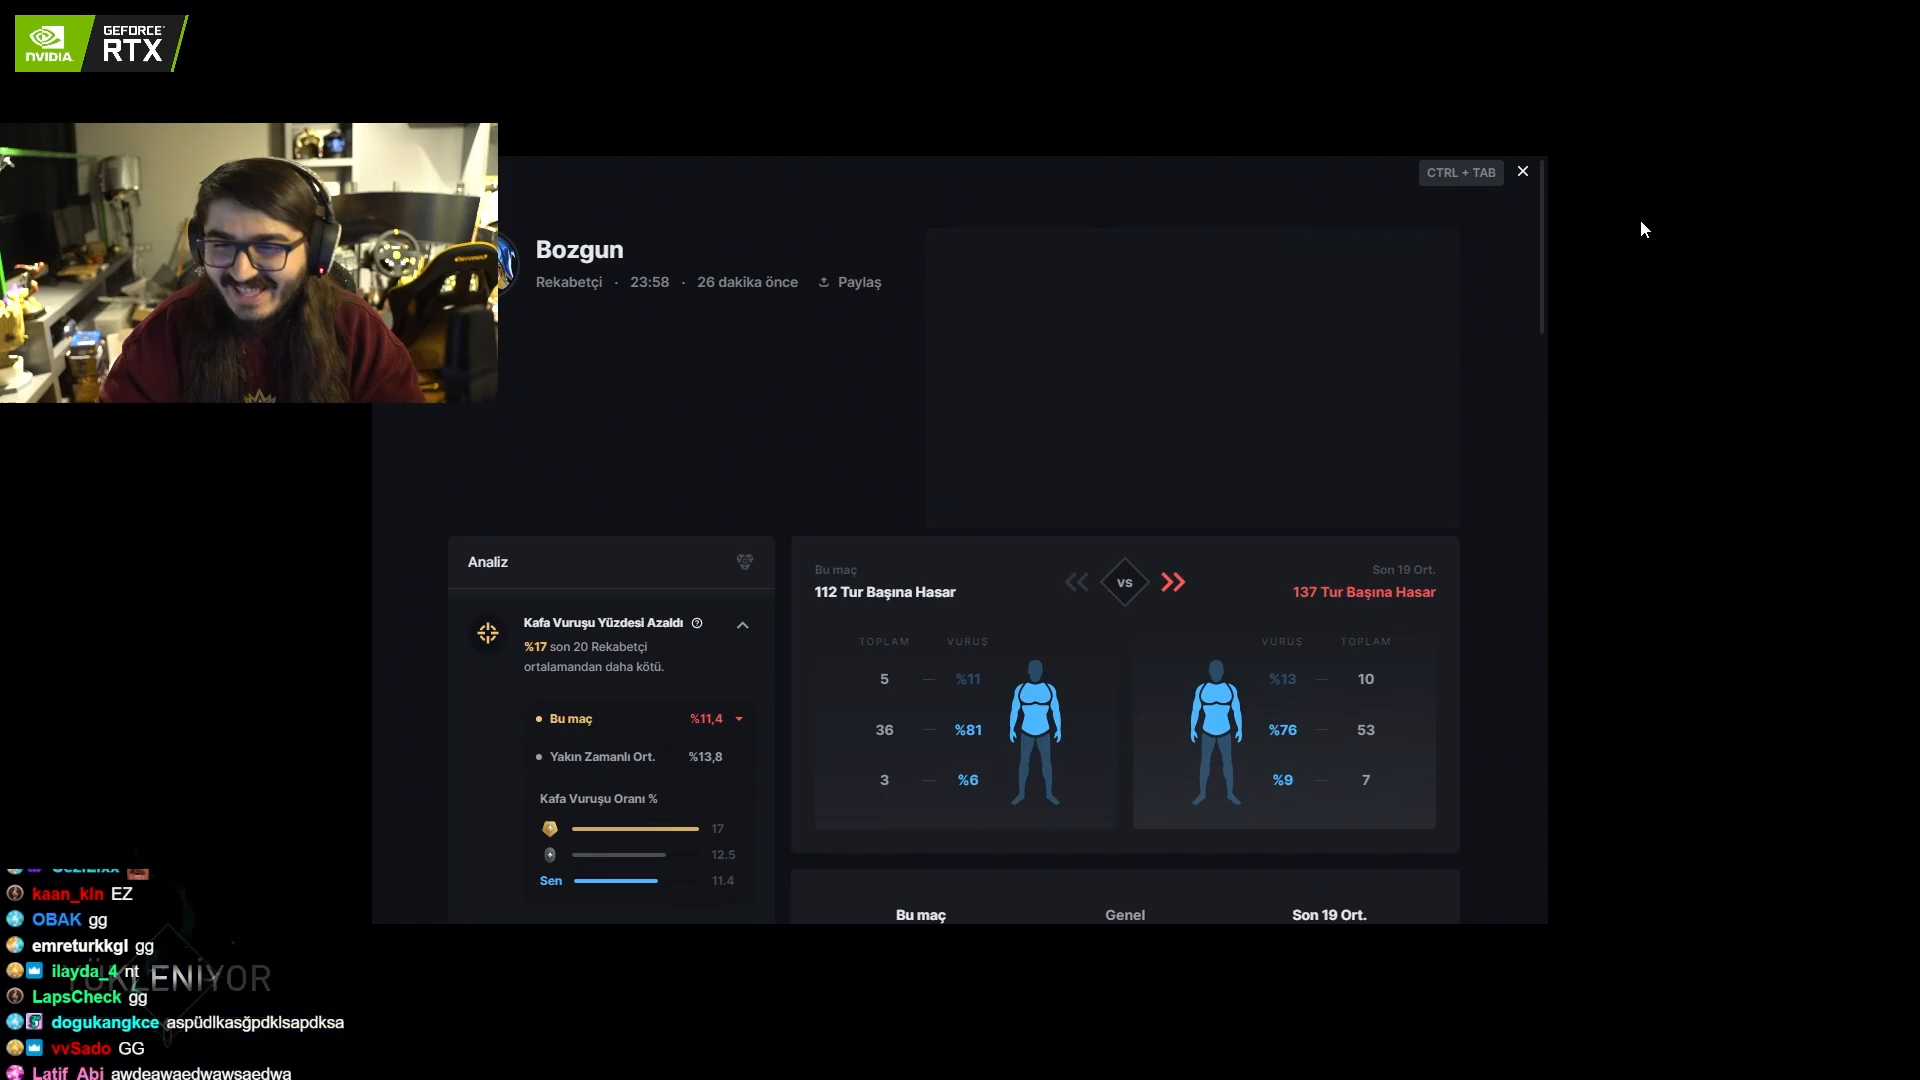 NVIDIA
GEFORCE
RTX
CTRL + TAB
Bozgun
Rekabetçi · 23:58 · 26 dakika önce Paylaş
Analiz
Kafa Vuruşu Yüzdesi Azaldı
%17 son 20 Rekabetçi
ortalamandan daha kötü.
Bu maç %11,4
Yakın Zamanlı Ort. %13,8
Kafa Vuruşu Oranı %
17
12.5
Sen 11.4
Bu maç
112 Tur Başına Hasar
vs
Son 19 Ort.
137 Tur Başına Hasar
TOPLAM VURUŞ
5 — %11
36 — %81
3 — %6
VURUŞ TOPLAM
%13 — 10
%76 — 53
%9 — 7
Bu maç Genel Son 19 Ort.
kaan_kln EZ
OBAK gg
emreturkkgl gg
ilayda_4 nt
YÜKLENİYOR
LapsCheck gg
dogukangkce aspüdlkasğpdklsapdksa
vvSado GG
Latif_Abi awdeawaedwawsaedwa